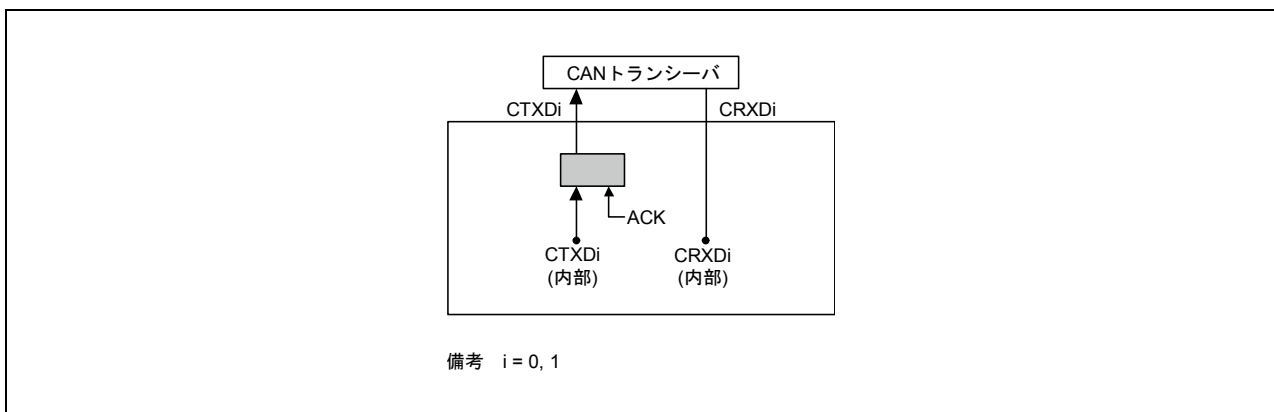 CANトランシーバ
CTXDi
CRXDi
ACK
CTXDi
(内部)
CRXDi
(内部)
備考 i = 0, 1